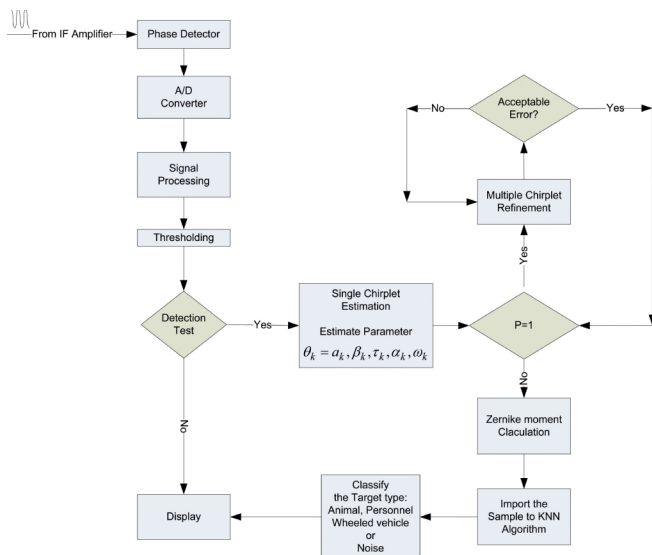 From IF Amplifier
Phase Detector
A/D
Converter
Signal
Processing
Thresholding
Detection
Test
Yes
No
Display
Single Chirplet
Estimation
Estimate Parameter
θₖ = aₖ, βₖ, τₖ, αₖ, ωₖ
P=1
Yes
Multiple Chirplet
Refinement
Acceptable
Error?
No
Yes
No
Zernike moment
Claculation
Import the
Sample to KNN
Algorithm
Classify
the Target type:
Animal, Personnel
Wheeled vehicle
or
Noise